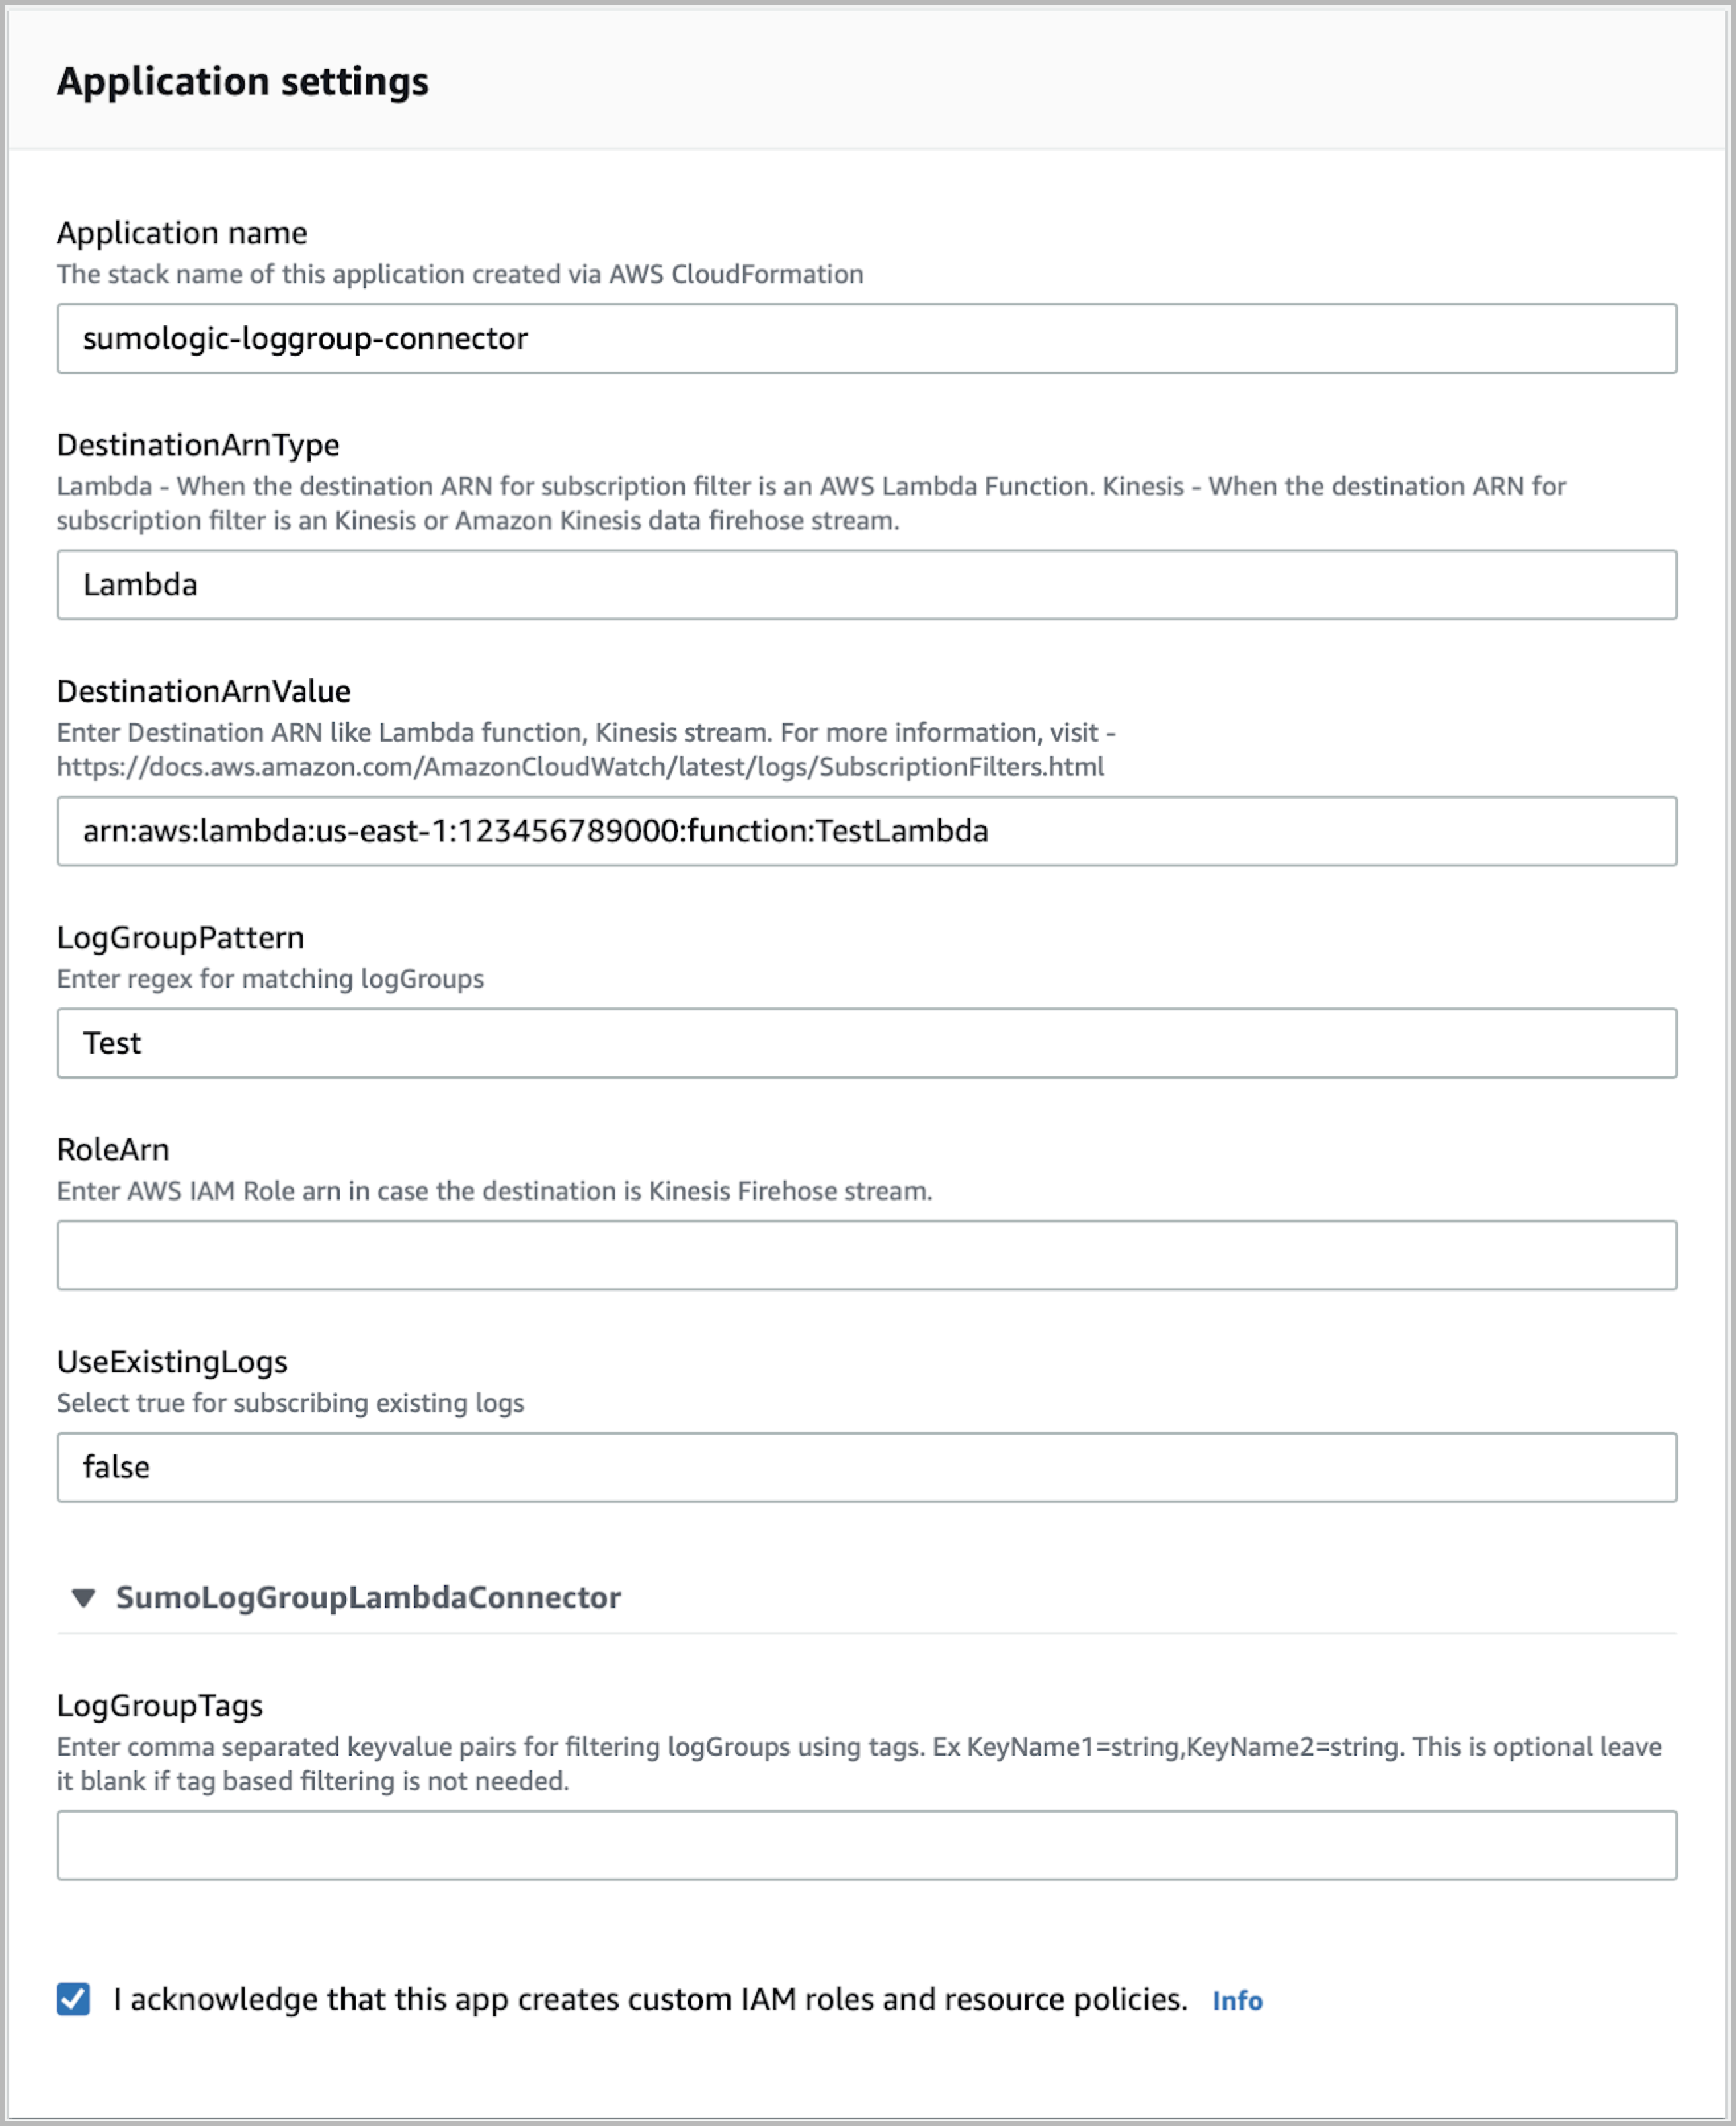 Application settings
Application name
The stack name of this application created via AWS CloudFormation
sumologic-loggroup-connector
DestinationArnType
Lambda - When the destination ARN for subscription filter is an AWS Lambda Function. Kinesis - When the destination ARN for
subscription filter is an Kinesis or Amazon Kinesis data firehose stream.
Lambda
DestinationArnValue
Enter Destination ARN like Lambda function, Kinesis stream. For more information, visit -
https://docs.aws.amazon.com/AmazonCloudWatch/latest/logs/SubscriptionFilters.html
arn:aws:lambda:us-east-1:123456789000:function:TestLambda
LogGroupPattern
Enter regex for matching logGroups
Test
RoleArn
Enter AWS IAM Role arn in case the destination is Kinesis Firehose stream.
UseExistingLogs
Select true for subscribing existing logs
false
SumoLogGroupLambdaConnector
LogGroupTags
Enter comma separated keyvalue pairs for filtering logGroups using tags. Ex KeyName1=string,KeyName2=string. This is optional leave
it blank if tag based filtering is not needed.
I acknowledge that this app creates custom IAM roles and resource policies. Info